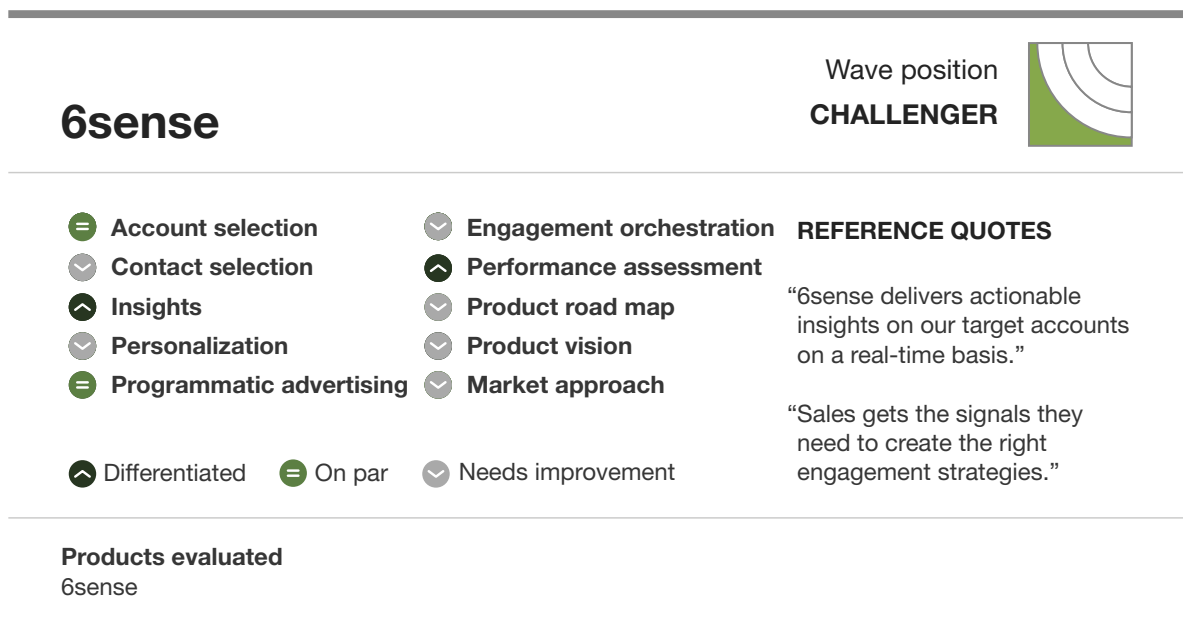 Wave position
CHALLENGER
6sense
Account selection
Contact selection
Insights
Personalization
Programmatic advertising
Engagement orchestration
Performance assessment
Product road map
Product vision
Market approach
REFERENCE QUOTES
“6sense delivers actionable
insights on our target accounts
on a real-time basis.”
“Sales gets the signals they
need to create the right
engagement strategies.”
Differentiated
On par
Needs improvement
Products evaluated
6sense